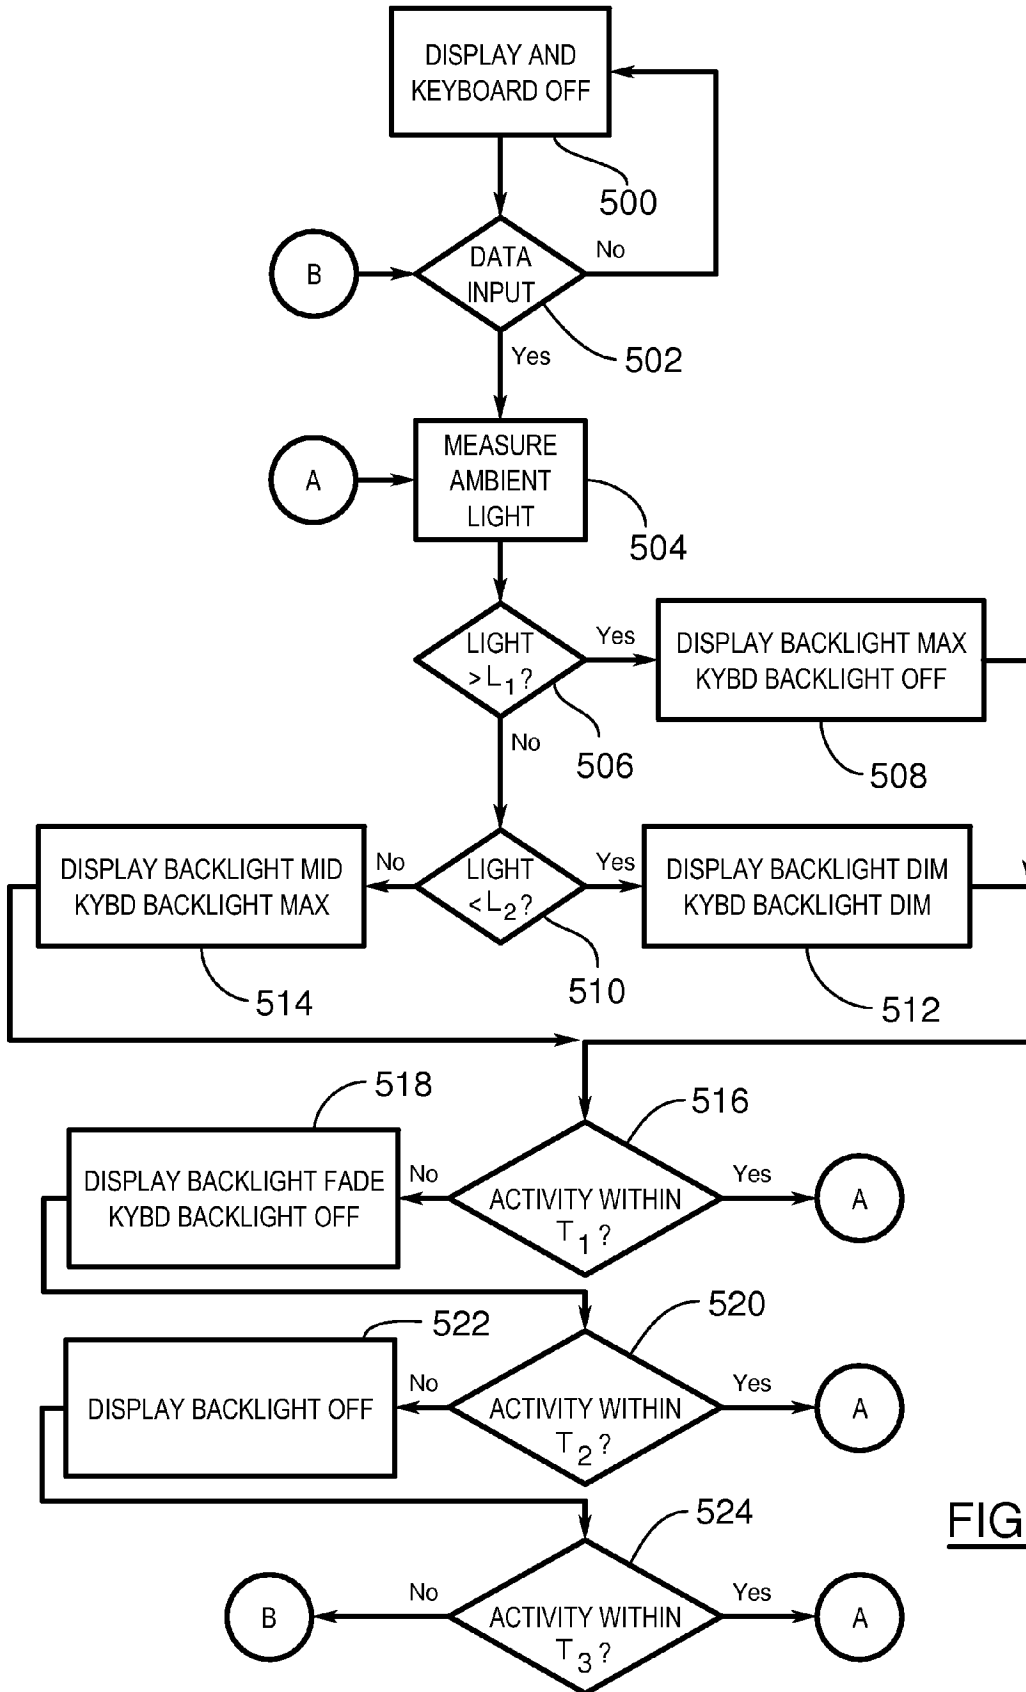 DISPLAY AND
KEYBOARD OFF
500
B
DATA
INPUT
No
502
Yes
A
MEASURE
AMBIENT
LIGHT
504
LIGHT
> L1 ?
Yes
506
No
DISPLAY BACKLIGHT MAX
KYBD BACKLIGHT OFF
508
DISPLAY BACKLIGHT MID
KYBD BACKLIGHT MAX
514
No
LIGHT
< L2 ?
Yes
510
DISPLAY BACKLIGHT DIM
KYBD BACKLIGHT DIM
512
518
516
DISPLAY BACKLIGHT FADE
KYBD BACKLIGHT OFF
No
ACTIVITY WITHIN
T1 ?
Yes
A
522
520
DISPLAY BACKLIGHT OFF
No
ACTIVITY WITHIN
T2 ?
Yes
A
524
B
No
ACTIVITY WITHIN
T3 ?
Yes
A
FIG